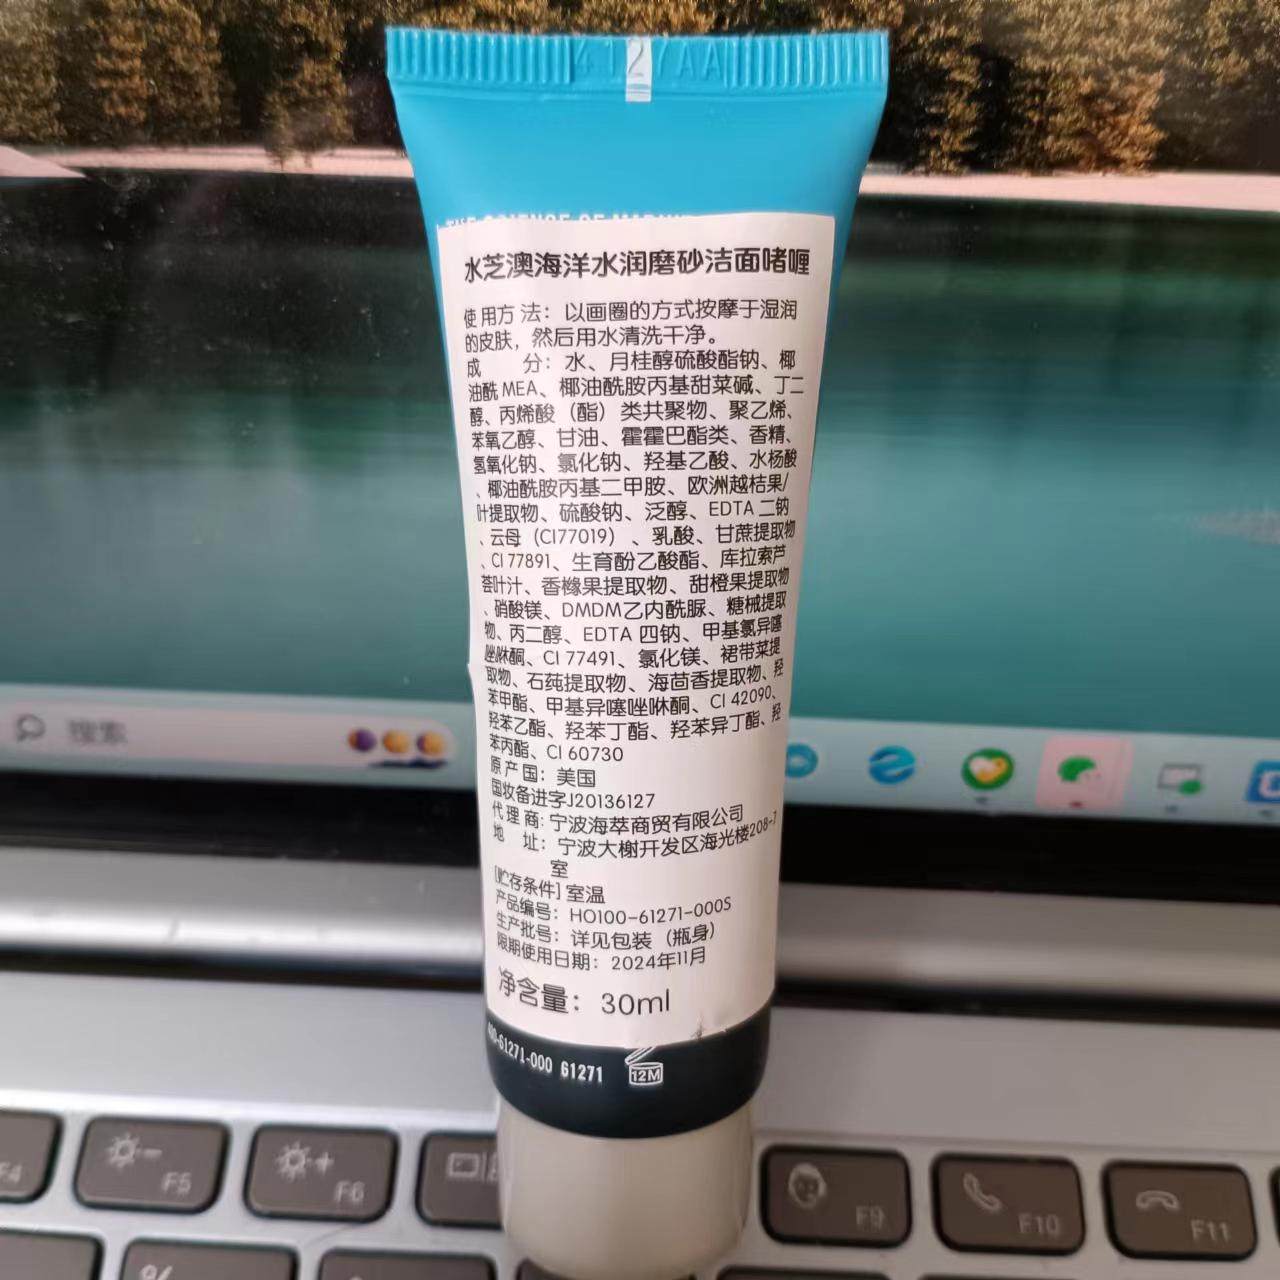 412YAA
水芝澳海洋水润磨砂洁面啫喱
使用方法：以画圈的方式按摩于湿润
的皮肤，然后用水清洗干净。
成 分：水、月桂醇硫酸酯钠、椰
油酰MEA、椰油酰胺丙基甜菜碱、丁二
醇、丙烯酸（酯）类共聚物、聚乙烯、
苯氧乙醇、甘油、霍霍巴酯类、香精、
氢氧化钠、氯化钠、羟基乙酸、水杨酸
、椰油酰胺丙基二甲胺、欧洲越桔果/
叶提取物、硫酸钠、泛醇、EDTA 二钠
、云母（CI77019）、乳酸、甘蔗提取物
、CI 77891、生育酚乙酸酯、库拉索芦
荟叶汁、香橼果提取物、甜橙果提取物
、硝酸镁、DMDM乙内酰脲、糖槭提取
物、丙二醇、EDTA 四钠、甲基氯异噻
唑啉酮、CI 77491、氯化镁、裙带菜提
取物、石莼提取物、海茴香提取物、羟
苯甲酯、甲基异噻唑啉酮、CI 42090、
羟苯乙酯、羟苯丁酯、羟苯异丁酯、羟
苯丙酯、CI 60730
原产国：美国
国妆备进字J20136127
代理商：宁波海萃商贸有限公司
地 址：宁波大榭开发区海光楼208-7
室
[贮存条件] 室温
产品编号：HO100-61271-000S
生产批号：详见包装（瓶身）
限期使用日期：2024年11月
净含量：30ml
61271-000 61271
12M
搜索
F4
F5
F6
F9
F10
F11
%